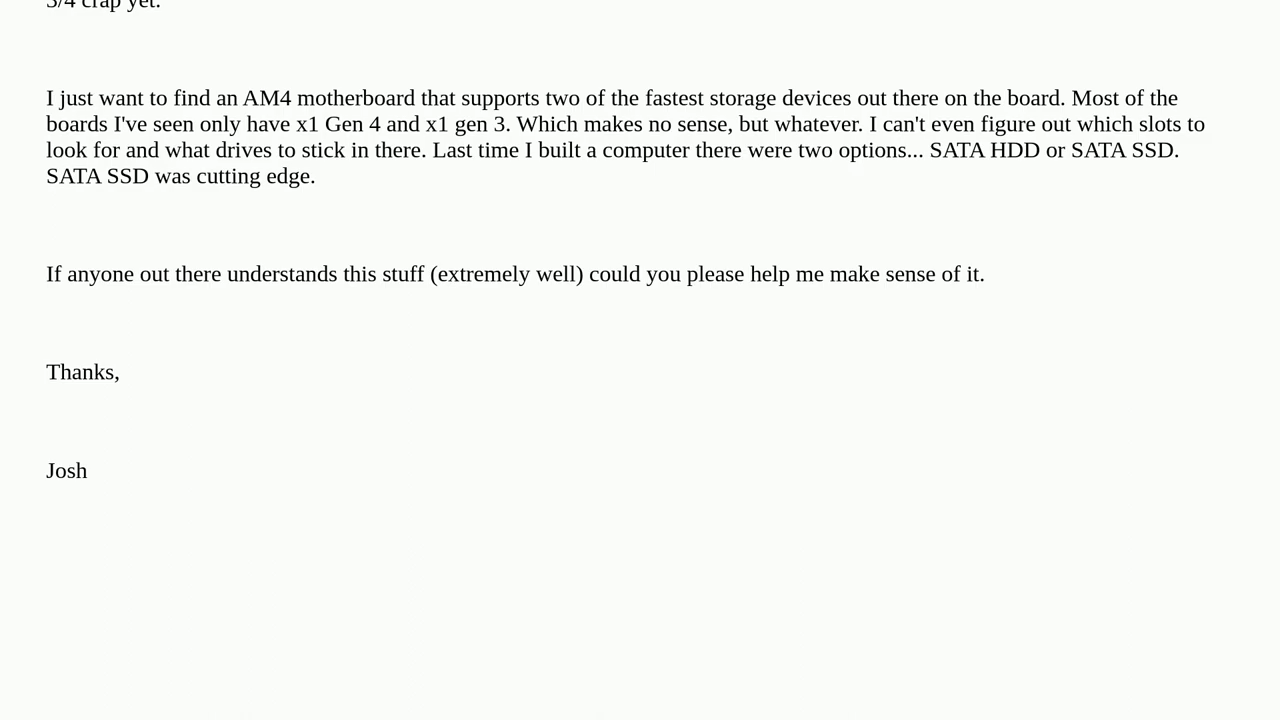 3/4 crap yet.
I just want to find an AM4 motherboard that supports two of the fastest storage devices out there on the board. Most of the
boards I've seen only have x1 Gen 4 and x1 gen 3. Which makes no sense, but whatever. I can't even figure out which slots to
look for and what drives to stick in there. Last time I built a computer there were two options... SATA HDD or SATA SSD.
SATA SSD was cutting edge.
If anyone out there understands this stuff (extremely well) could you please help me make sense of it.
Thanks,
Josh